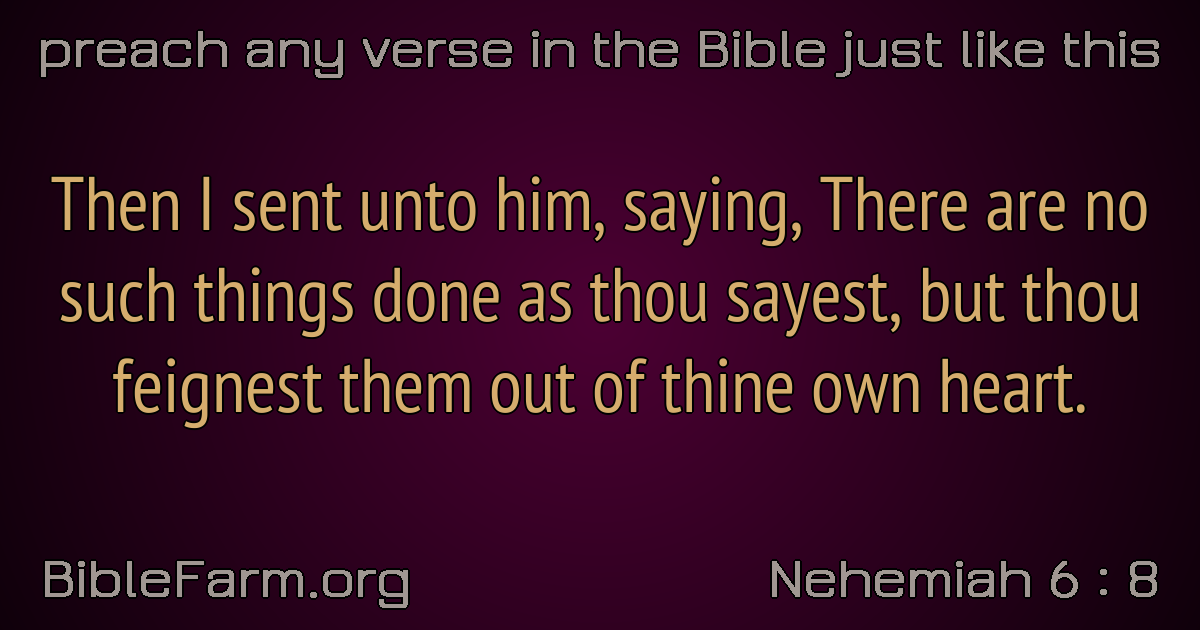 preach any verse in the Bible just like this
Then I sent unto him, saying, There are no
such things done as thou sayest, but thou
feignest them out of thine own heart.
BibleFarm.org
Nehemiah 6 : 8